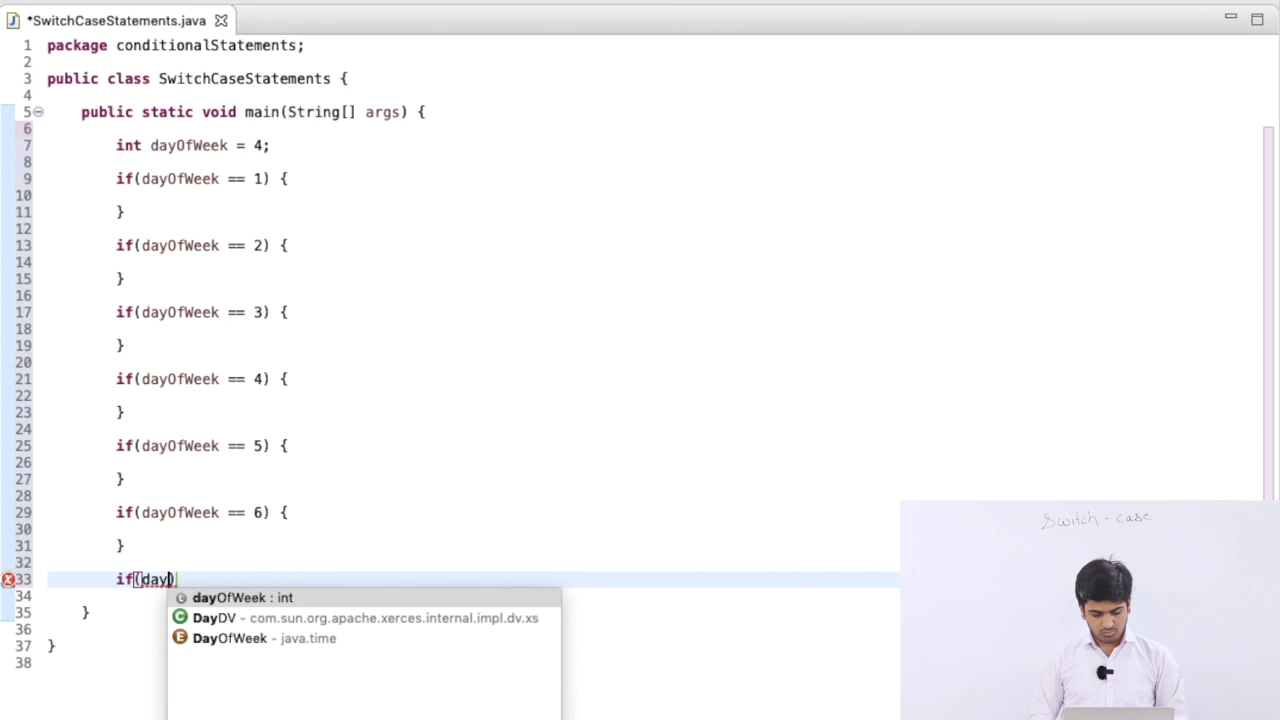 *SwitchCaseStatements.java
1 package conditionalStatements;
2
3 public class SwitchCaseStatements {
4
5 public static void main(String[] args) {
6
7 int dayOfWeek = 4;
8
9 if(dayOfWeek == 1) {
10
11 }
12
13 if(dayOfWeek == 2) {
14
15 }
16
17 if(dayOfWeek == 3) {
18
19 }
20
21 if(dayOfWeek == 4) {
22
23 }
24
25 if(dayOfWeek == 5) {
26
27 }
28
29 if(dayOfWeek == 6) {
30
31 }
32
33 if(day)
34
35 }
36
37 }
38
dayOfWeek : int
DayDV - com.sun.org.apache.xerces.internal.impl.dv.xs
DayOfWeek - java.time
Switch - case